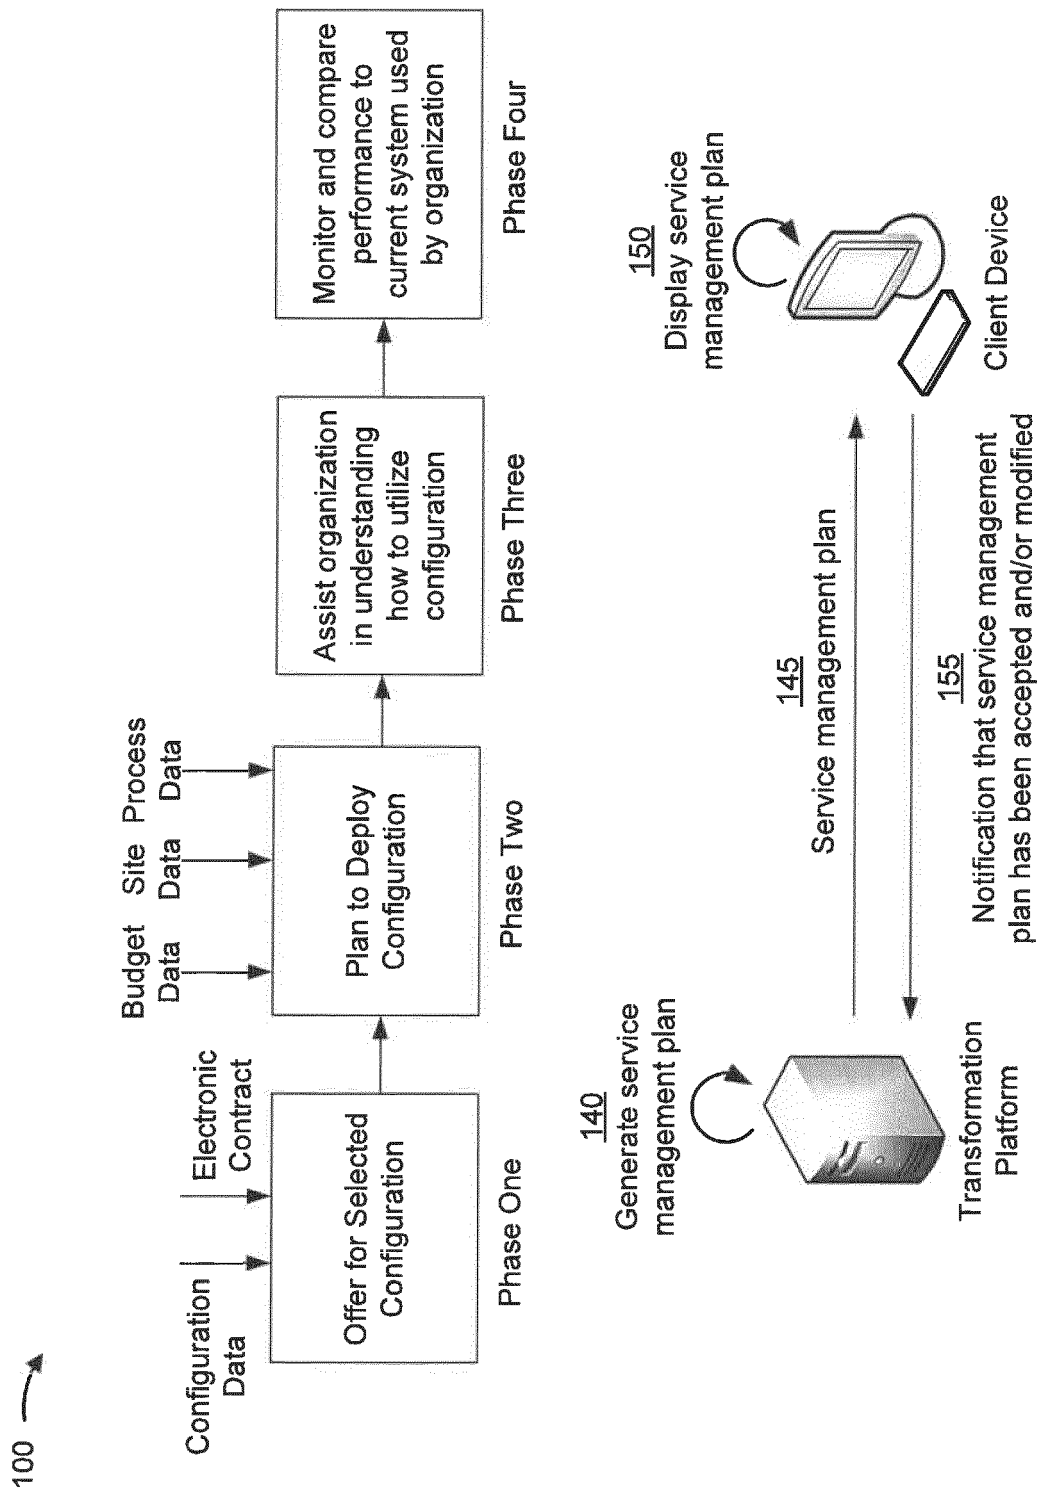 100
Configuration
Data
Electronic
Contract
Budget
Data
Site
Data
Process
Data
Offer for Selected
Configuration
Plan to Deploy
Configuration
Assist organization
in understanding
how to utilize
configuration
Monitor and compare
performance to
current system used
by organization
Phase One
Phase Two
Phase Three
Phase Four
140
Generate service
management plan
Transformation
Platform
145
Service management plan
155
Notification that service management
plan has been accepted and/or modified
150
Display service
management plan
Client Device